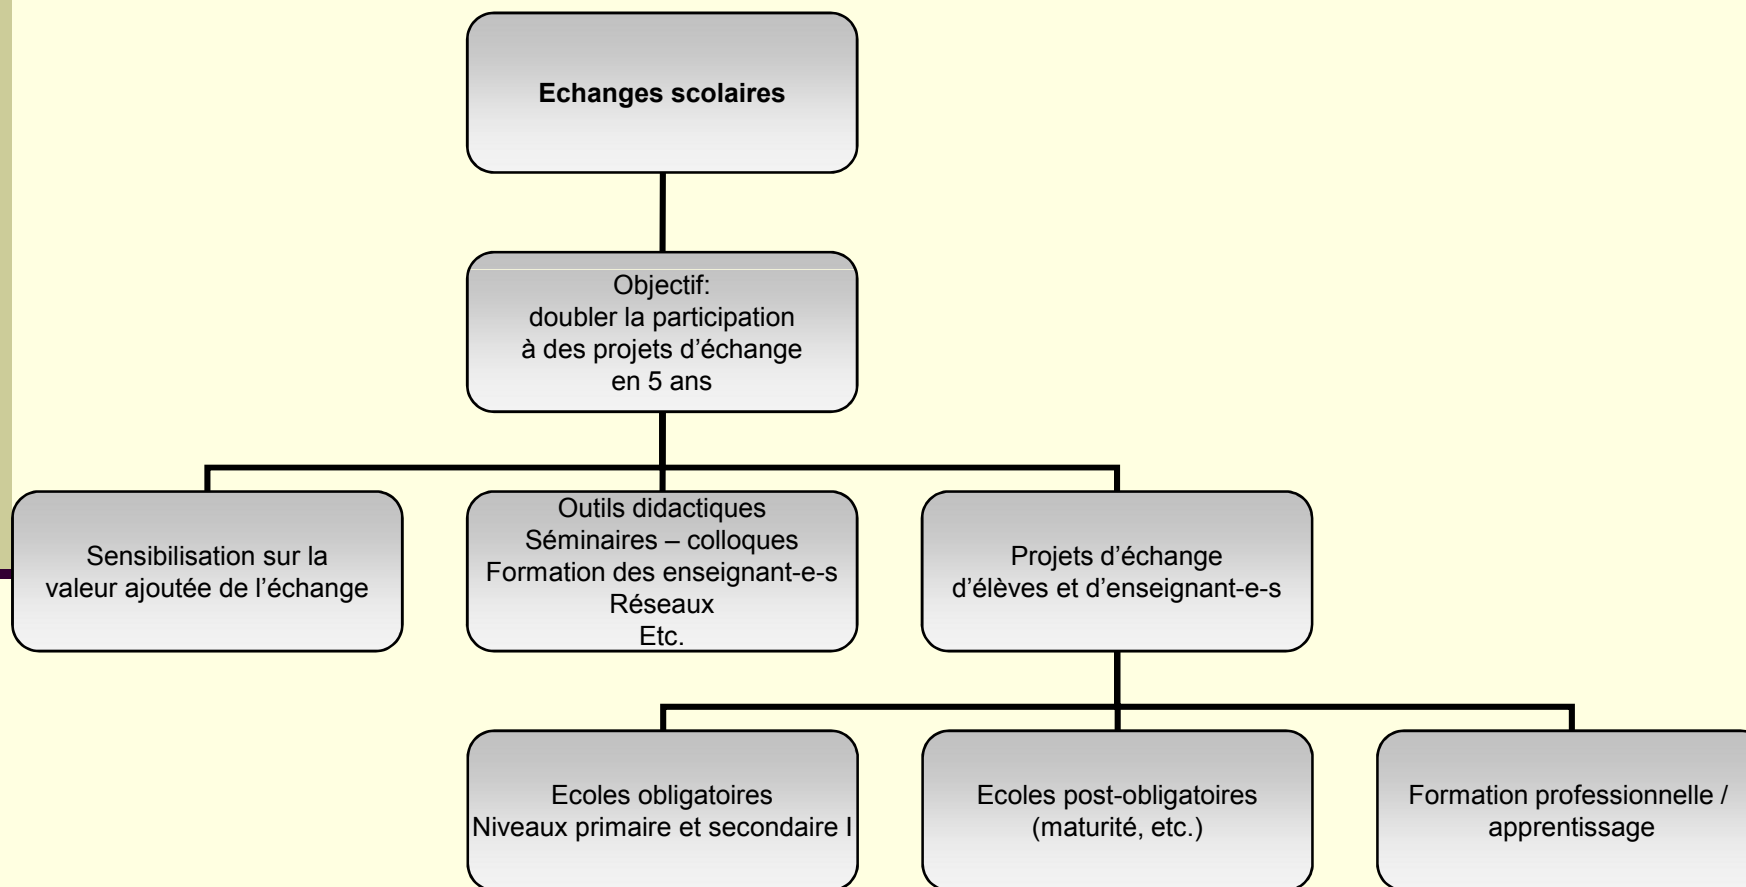 Echanges scolaires
Objectif:
doubler la participation
à des projets d’échange
en 5 ans
Sensibilisation sur la
valeur ajoutée de l’échange
Outils didactiques
Séminaires – colloques
Formation des enseignant-e-s
Réseaux
Etc.
Projets d’échange
d’élèves et d’enseignant-e-s
Ecoles obligatoires
Niveaux primaire et secondaire I
Ecoles post-obligatoires
(maturité, etc.)
Formation professionnelle /
apprentissage